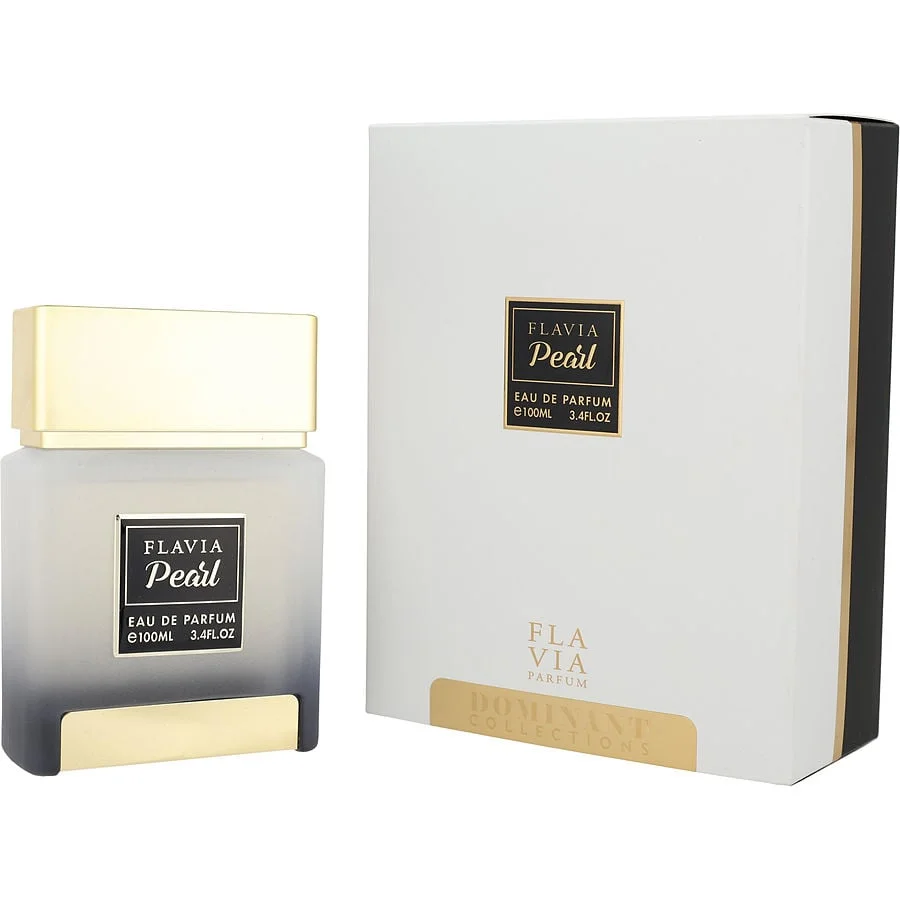 FLAVIA
Pearl
EAU DE PARFUM
e100ML 3.4FL.OZ
FLAVIA
Pearl
EAU DE PARFUM
e100ML 3.4FL.OZ
FLA
VIA
PARFUM
DOMINANT
COLLECTIONS